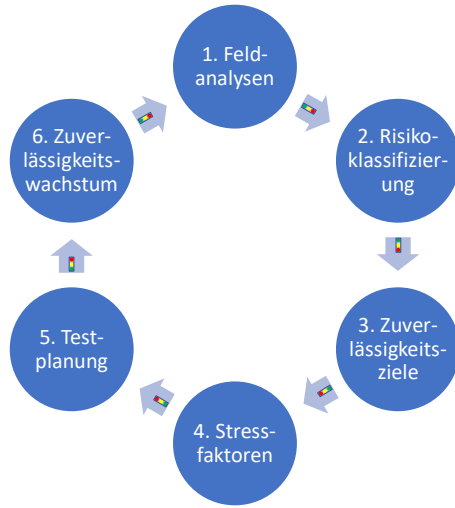 1. Feld-
analysen
2. Risiko-
klassifizier-
ung
3. Zuver-
lässigkeits-
ziele
4. Stress-
faktoren
5. Test-
planung
6. Zuver-
lässigkeits-
wachstum